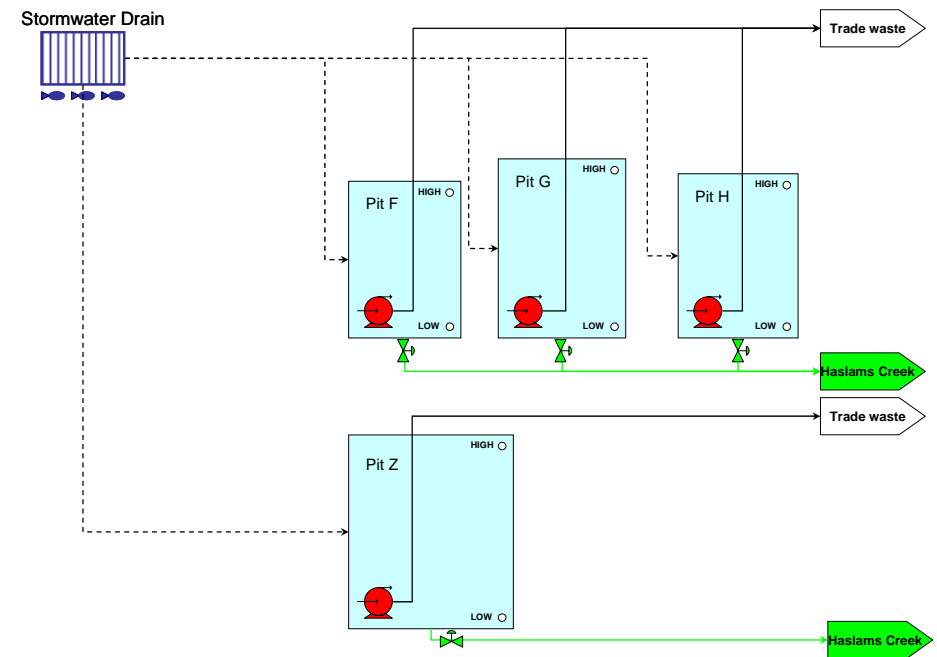 Stormwater Drain
Trade waste
Pit F
HIGH
LOW
Pit G
HIGH
LOW
Pit H
HIGH
LOW
Haslams Creek
Trade waste
Pit Z
HIGH
LOW
Haslams Creek